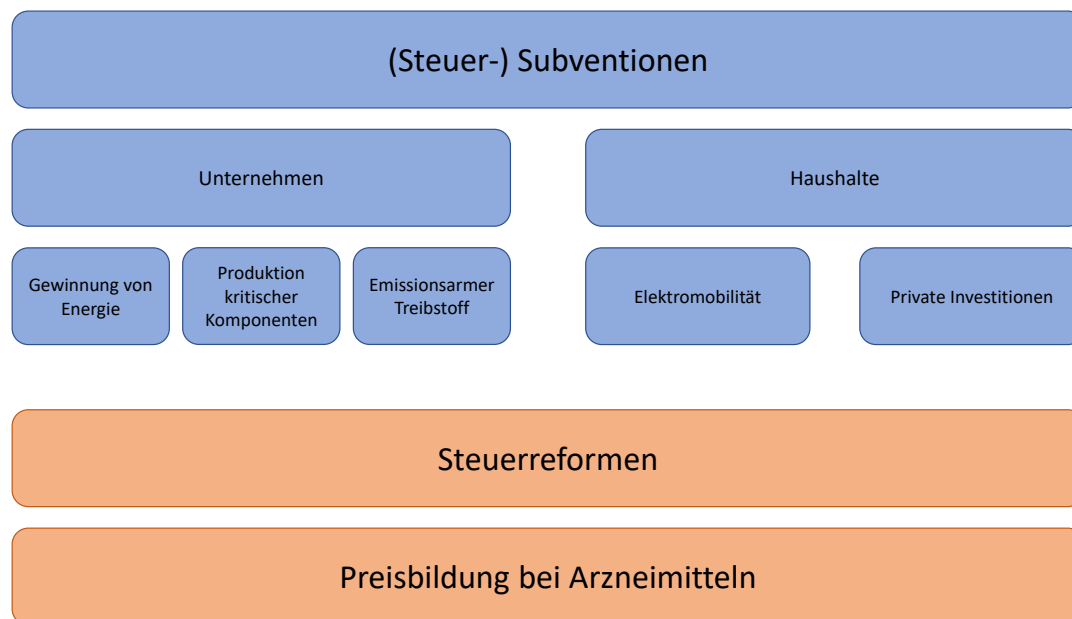 (Steuer-) Subventionen
Unternehmen
Haushalte
Gewinnung von
Energie
Produktion
kritischer
Komponenten
Emissionsarmer
Treibstoff
Elektromobilität
Private Investitionen
Steuerreformen
Preisbildung bei Arzneimitteln